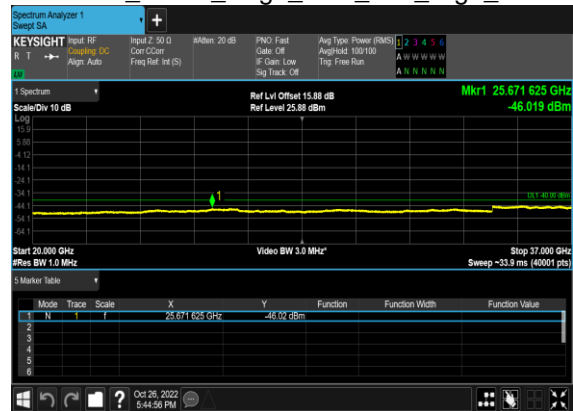 Spectrum Analyzer 1
Swept SA
+
KEYSIGHT Input: RF Input Z: 50 Ω #Atten: 20 dB PNO: Fast Avg Type: Power (RMS) 1 2 3 4 5 6
R T Coupling: DC Corr CCorr Gate: Off Avg|Hold: 100/100 A W W W W W
Align: Auto Freq Ref: Int (S) IF Gain: Low Trig: Free Run
LW Sig Track: Off A N N N N N
1 Spectrum Ref Lvl Offset 15.88 dB Mkr1 25.671 625 GHz
Scale/Div 10 dB Ref Level 25.88 dBm -46.019 dBm
Log
15.9
5.88
-4.12
-14.1
-24.1
-34.1 1
-44.1
-54.1
-64.1
Start 20.000 GHz Video BW 3.0 MHz* Stop 37.000 GHz
#Res BW 1.0 MHz Sweep ~33.9 ms (40001 pts)
5 Marker Table
Mode Trace Scale X Y Function Function Width Function Value
1 N 1 f 25.671 625 GHz -46.02 dBm
2
3
4
5
6
? Oct 26, 2022
5:44:56 PM